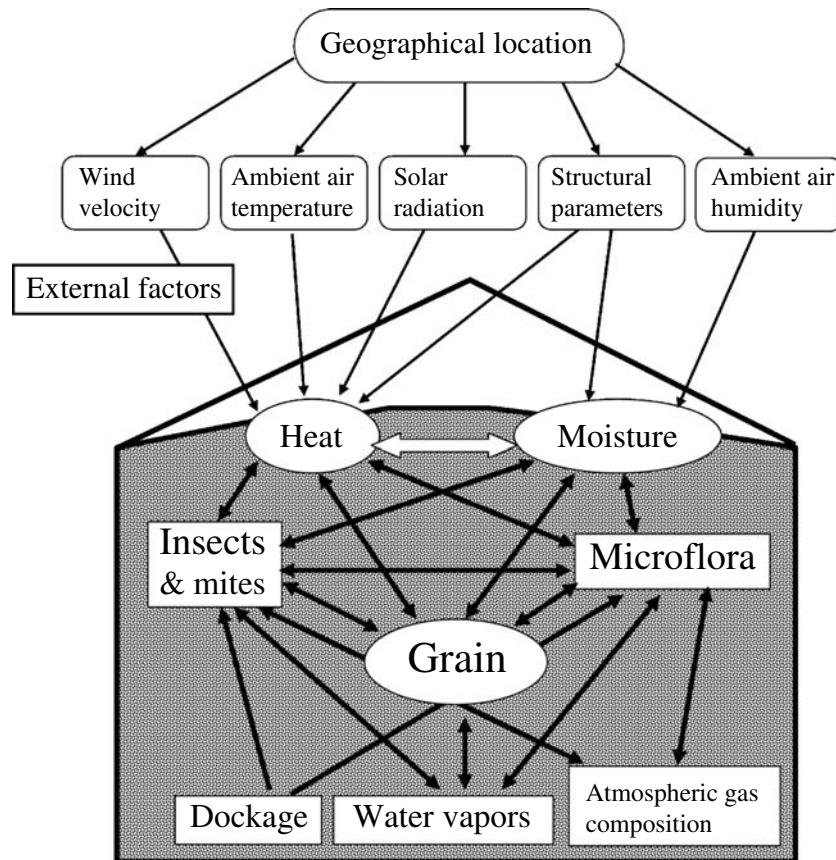 Geographical location
Wind
velocity
Ambient air
temperature
Solar
radiation
Structural
parameters
Ambient air
humidity
External factors
Heat
Moisture
Insects
& mites
Microflora
Grain
Dockage
Water vapors
Atmospheric gas
composition